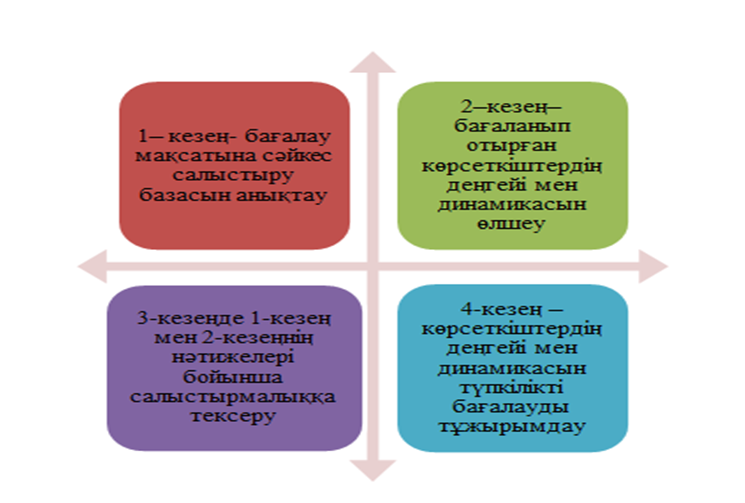 1– кезең- бағалау
мақсатына сәйкес
салыстыру
базасын анықтау
2–кезең–
бағаланып
отырған
көрсеткіштердің
деңгейі мен
динамикасын
өлшеу
3-кезеңде 1-кезең
мен 2-кезеңнің
нәтижелері
бойынша
салыстырмалыққа
тексеру
4-кезең –
көрсеткіштердің
деңгейі мен
динамикасын
түпкілікті
бағалауды
тұжырымдау